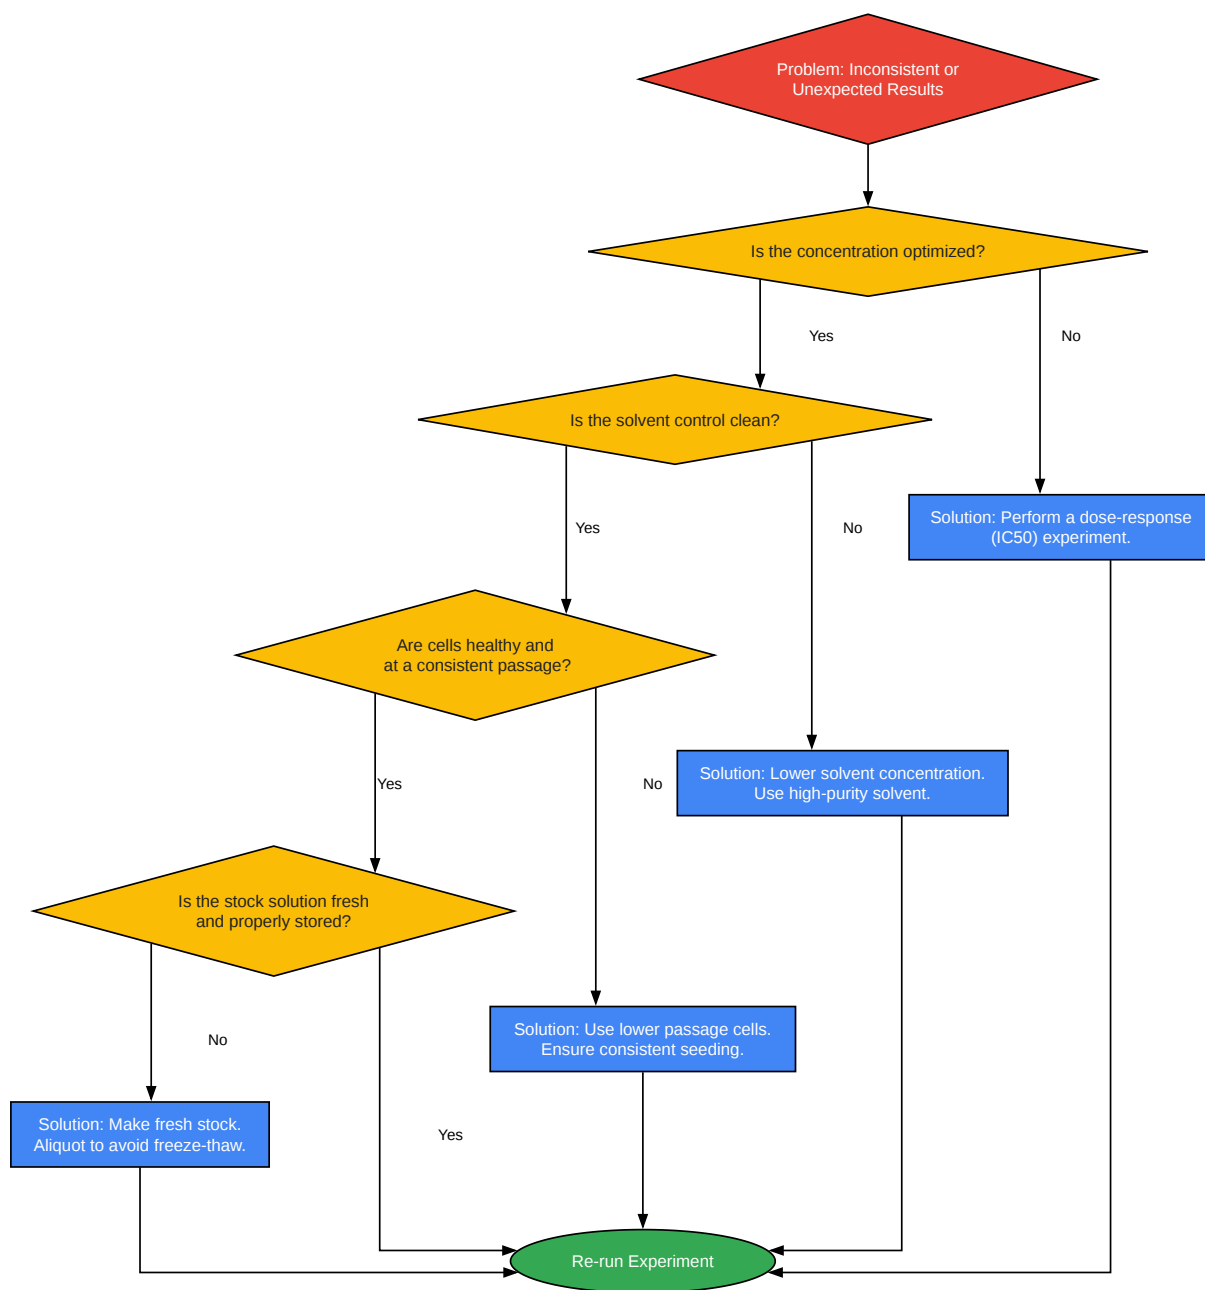 Problem: Inconsistent or
Unexpected Results
Is the concentration optimized?
Yes
No
Is the solvent control clean?
Solution: Perform a dose-response
(IC50) experiment.
Yes
No
Are cells healthy and
at a consistent passage?
Yes
No
Solution: Lower solvent concentration.
Use high-purity solvent.
Is the stock solution fresh
and properly stored?
No
Solution: Use lower passage cells.
Ensure consistent seeding.
Solution: Make fresh stock.
Aliquot to avoid freeze-thaw.
Yes
Re-run Experiment